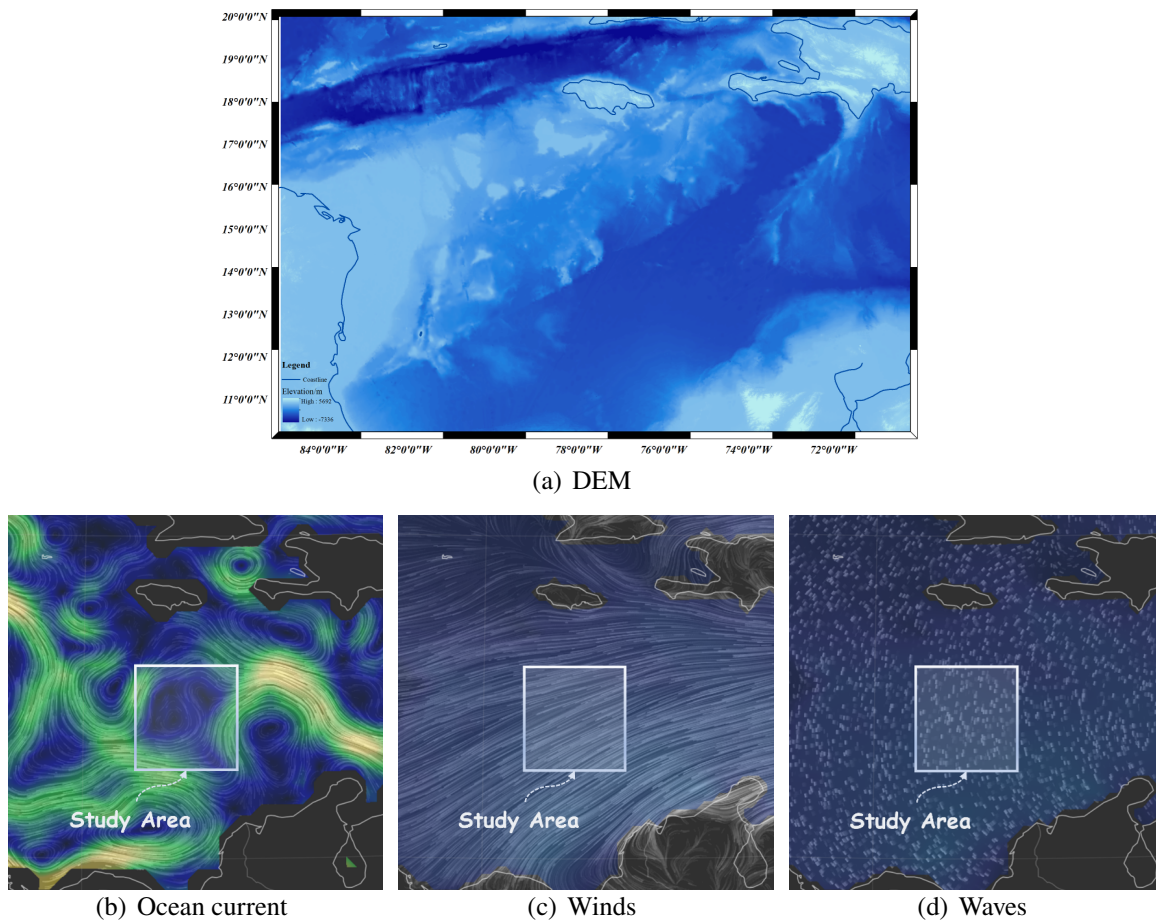 20°0'0"N
19°0'0"N
18°0'0"N
17°0'0"N
16°0'0"N
15°0'0"N
14°0'0"N
13°0'0"N
12°0'0"N
11°0'0"N
Legend
Coastline
Elevation/m
High : 5692
Low : -7336
84°0'0"W 82°0'0"W 80°0'0"W 78°0'0"W 76°0'0"W 74°0'0"W 72°0'0"W
(a) DEM
Study Area Study Area Study Area
(b) Ocean current (c) Winds (d) Waves